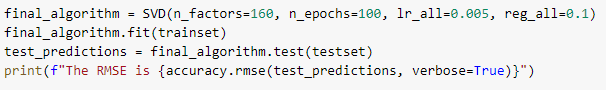 final_algorithm = SVD(n_factors=160, n_epochs=100, lr_all=0.005, reg_all=0.1)
final_algorithm.fit(trainset)
test_predictions = final_algorithm.test(testset)
print(f"The RMSE is {accuracy.rmse(test_predictions, verbose=True)}")